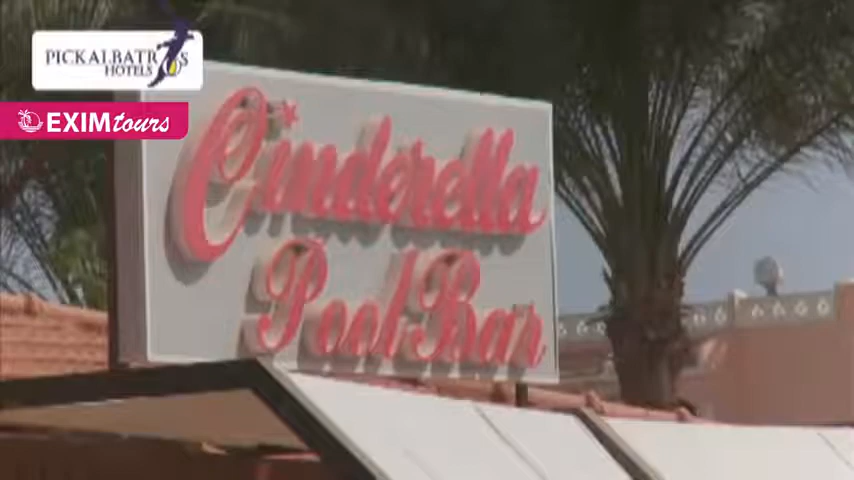 PICKALBATROS
HOTELS
EXIMtours
Cinderella
Pool Bar